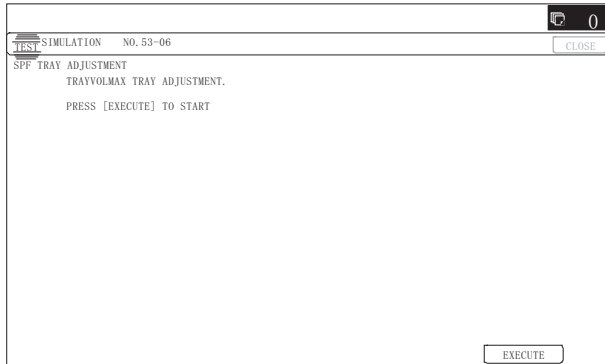 0
TEST SIMULATION NO. 53-06
CLOSE
SPF TRAY ADJUSTMENT
TRAYVOLMAX TRAY ADJUSTMENT.
PRESS [EXECUTE] TO START
EXECUTE